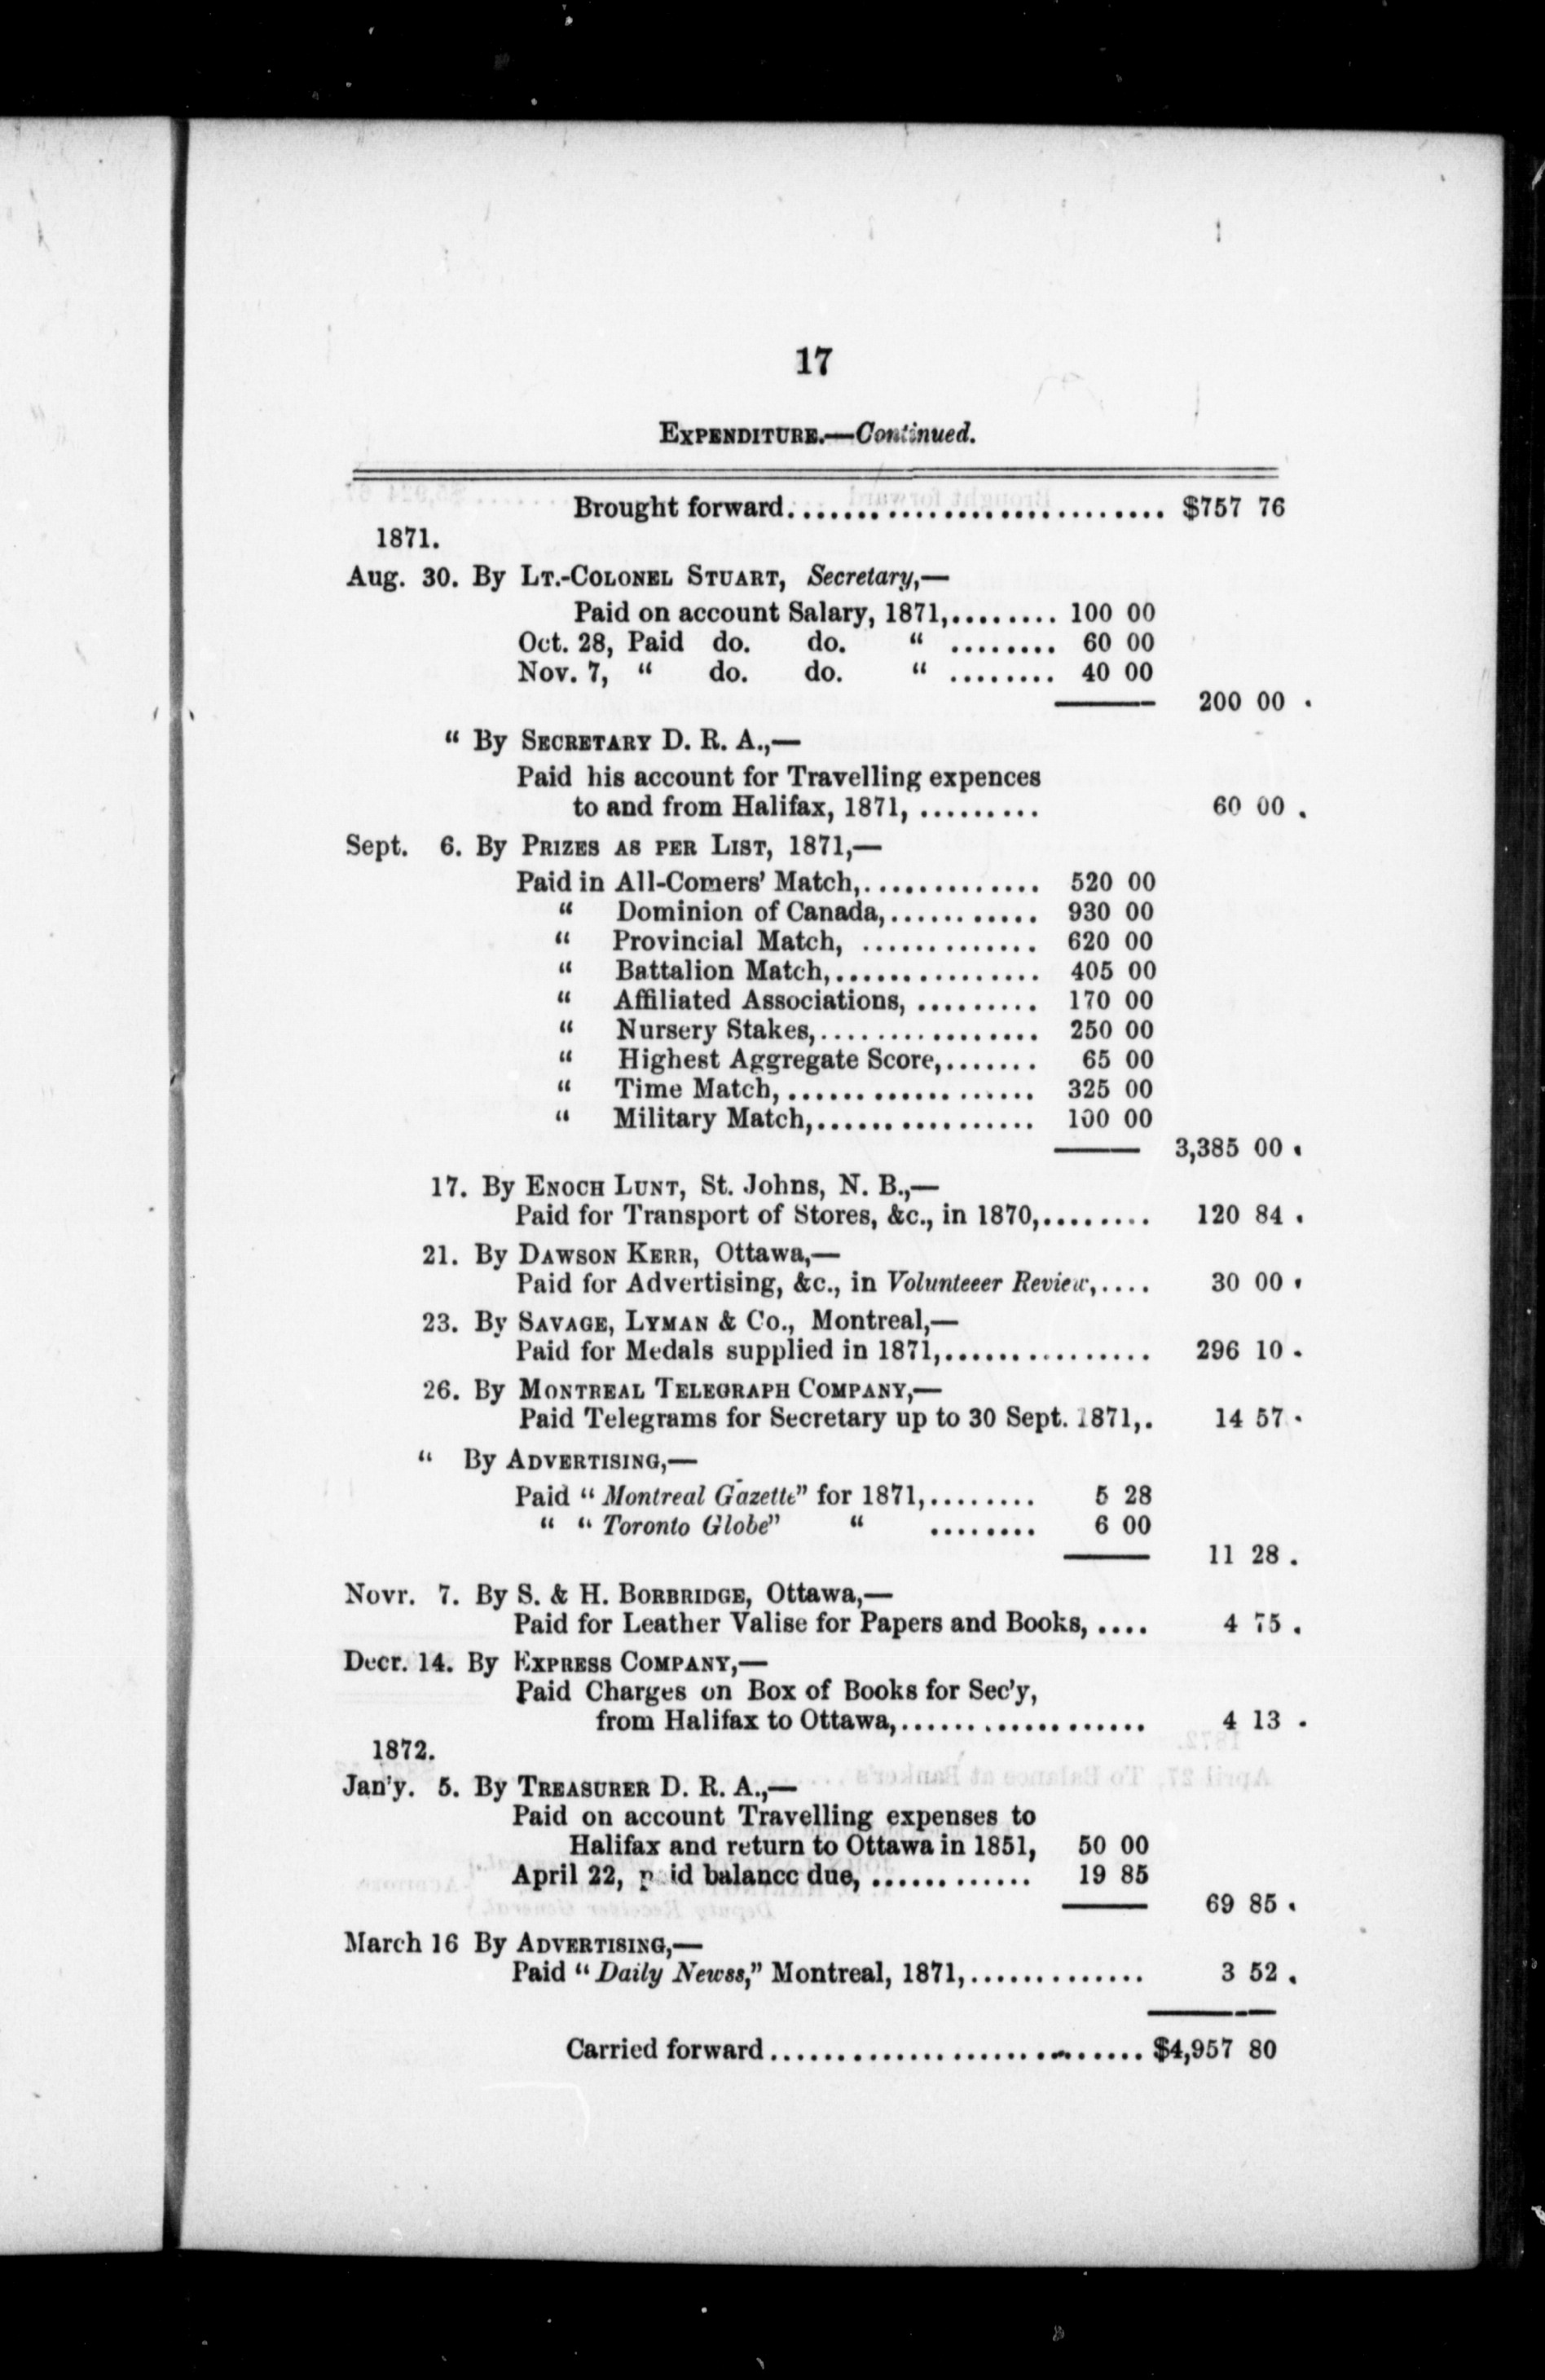 17
EXPENDITURE.—Continued.
Brought forward.................................. $757 76
1871.
Aug. 30. By LT.-COLONEL STUART, Secretary,—
Paid on account Salary, 1871,......... 100 00
Oct. 28, Paid do. do. “ ........ 60 00
Nov. 7, “ do. do. “ ........ 40 00
200 00
“ By SECRETARY D. R. A.,—
Paid his account for Travelling expences
to and from Halifax, 1871, ......... 60 00
Sept. 6. By PRIZES AS PER LIST, 1871,—
Paid in All-Comers’ Match,.............. 520 00
“ Dominion of Canada,........... 930 00
“ Provincial Match, ............. 620 00
“ Battalion Match,................ 405 00
“ Affiliated Associations, ......... 170 00
“ Nursery Stakes,................. 250 00
“ Highest Aggregate Score,....... 65 00
“ Time Match, ................... 325 00
“ Military Match,................. 100 00
3,385 00
17. By ENOCH LUNT, St. Johns, N. B.,—
Paid for Transport of Stores, &c., in 1870,........ 120 84
21. By DAWSON KERR, Ottawa,—
Paid for Advertising, &c., in Volunteeer Review,.... 30 00
23. By SAVAGE, LYMAN & Co., Montreal,—
Paid for Medals supplied in 1871,................ 296 10
26. By MONTREAL TELEGRAPH COMPANY,—
Paid Telegrams for Secretary up to 30 Sept. 1871,. 14 57
“ By ADVERTISING,—
Paid “ Montreal Gazette” for 1871,........ 5 28
“ “ Toronto Globe” “ ........ 6 00
11 28
Novr. 7. By S. & H. BORBRIDGE, Ottawa,—
Paid for Leather Valise for Papers and Books, .... 4 75
Decr. 14. By EXPRESS COMPANY,—
Paid Charges on Box of Books for Sec’y,
from Halifax to Ottawa,................... 4 13
1872.
Jan’y. 5. By TREASURER D. R. A.,—
Paid on account Travelling expenses to
Halifax and return to Ottawa in 1851, 50 00
April 22, p id balance due, ............ 19 85
69 85
March 16 By ADVERTISING,—
Paid “ Daily Newss,” Montreal, 1871,............. 3 52
Carried forward............................ $4,957 80